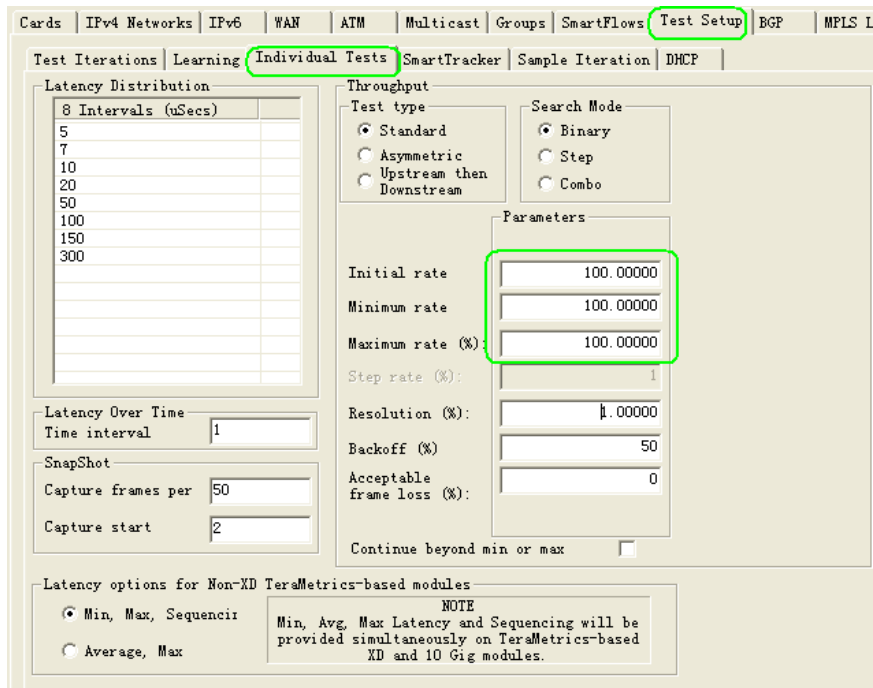 Cards IPv4 Networks IPv6 WAN ATM Multicast Groups SmartFlows Test Setup BGP MPLS L
Test Iterations Learning Individual Tests SmartTracker Sample Iteration DHCP
Latency Distribution
8 Intervals (uSecs)
5
7
10
20
50
100
150
300
Latency Over Time
Time interval 1
SnapShot
Capture frames per 50
Capture start 2
Throughput
Test type
Standard
Asymmetric
Upstream then
Downstream
Search Mode
Binary
Step
Combo
Parameters
Initial rate 100.00000
Minimum rate 100.00000
Maximum rate (%): 100.00000
Step rate (%): 1
Resolution (%): 1.00000
Backoff (%) 50
Acceptable
frame loss (%): 0
Continue beyond min or max
Latency options for Non-XD TeraMetrics-based modules
Min, Max, Sequencir
Average, Max
NOTE
Min, Avg, Max Latency and Sequencing will be
provided simultaneously on TeraMetrics-based
XD and 10 Gig modules.